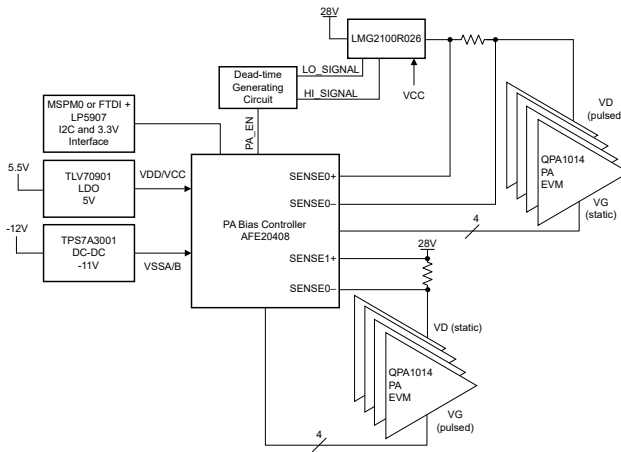 28V
LMG2100R026
LO_SIGNAL
HI_SIGNAL
VCC
Dead-time
Generating
Circuit
PA_EN
MSPM0 or FTDI +
LP5907
I2C and 3.3V
Interface
5.5V
TLV70901
LDO
5V
VDD/VCC
-12V
TPS7A3001
DC-DC
-11V
VSSA/B
PA Bias Controller
AFE20408
SENSE0+
SENSE0–
SENSE1+
SENSE0–
VD
(pulsed)
QPA1014
PA
EVM
VG
(static)
4
28V
VD (static)
QPA1014
PA
EVM
VG
(pulsed)
4